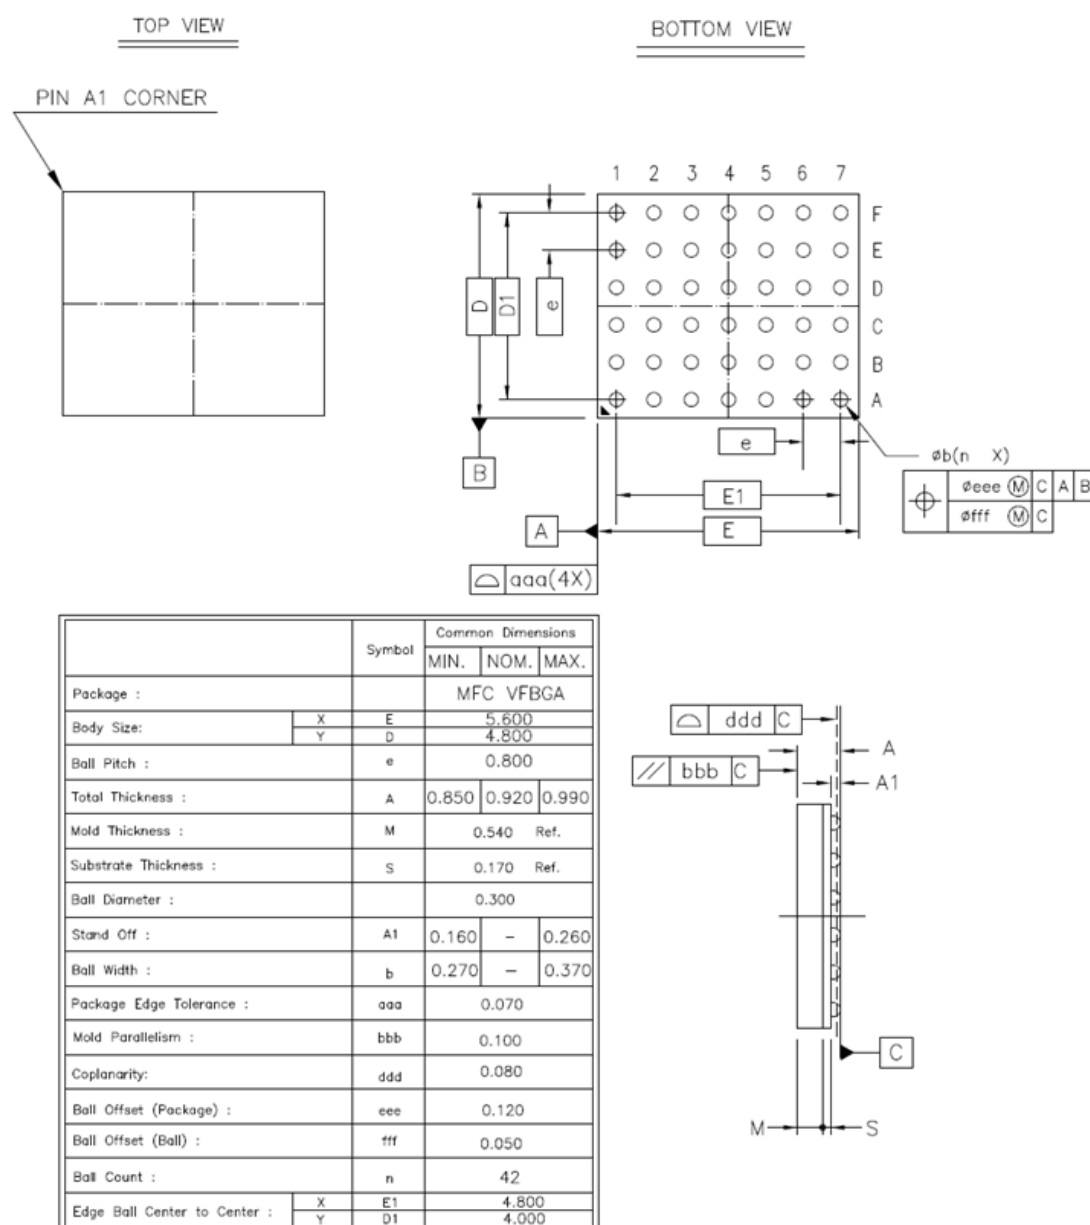 TOP VIEW
BOTTOM VIEW
PIN A1 CORNER
1 2 3 4 5 6 7
F
E
D
C
B
A
D
D1
e
B
e
E1
E
A
aaa(4X)
øb(n X)
øeee Ⓜ C A B
øfff Ⓜ C
Symbol Common Dimensions
MIN. NOM. MAX.
Package : MFC VFBGA
Body Size: X E 5.600
Y D 4.800
Ball Pitch : e 0.800
Total Thickness : A 0.850 0.920 0.990
Mold Thickness : M 0.540 Ref.
Substrate Thickness : S 0.170 Ref.
Ball Diameter : 0.300
Stand Off : A1 0.160 – 0.260
Ball Width : b 0.270 – 0.370
Package Edge Tolerance : aaa 0.070
Mold Parallelism : bbb 0.100
Coplanarity: ddd 0.080
Ball Offset (Package) : eee 0.120
Ball Offset (Ball) : fff 0.050
Ball Count : n 42
Edge Ball Center to Center : X E1 4.800
Y D1 4.000
ddd C
A
// bbb C
A1
C
M S